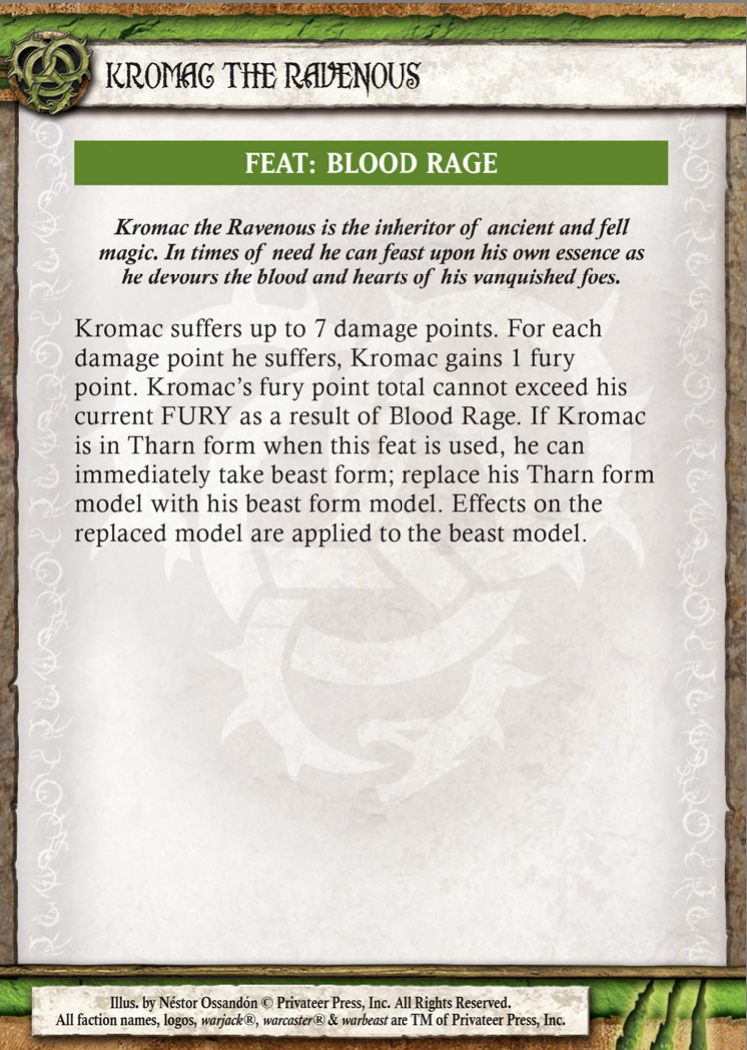 KROMAC THE RAVENOUS
FEAT: BLOOD RAGE
Kromac the Ravenous is the inheritor of ancient and fell
magic. In times of need he can feast upon his own essence as
he devours the blood and hearts of his vanquished foes.
Kromac suffers up to 7 damage points. For each
damage point he suffers, Kromac gains 1 fury
point. Kromac's fury point total cannot exceed his
current FURY as a result of Blood Rage. If Kromac
is in Tharn form when this feat is used, he can
immediately take beast form; replace his Tharn form
model with his beast form model. Effects on the
replaced model are applied to the beast model.
Illus. by Néstor Ossandón © Privateer Press, Inc. All Rights Reserved.
All faction names, logos, warjack®, warcaster® & warbeast are TM of Privateer Press, Inc.